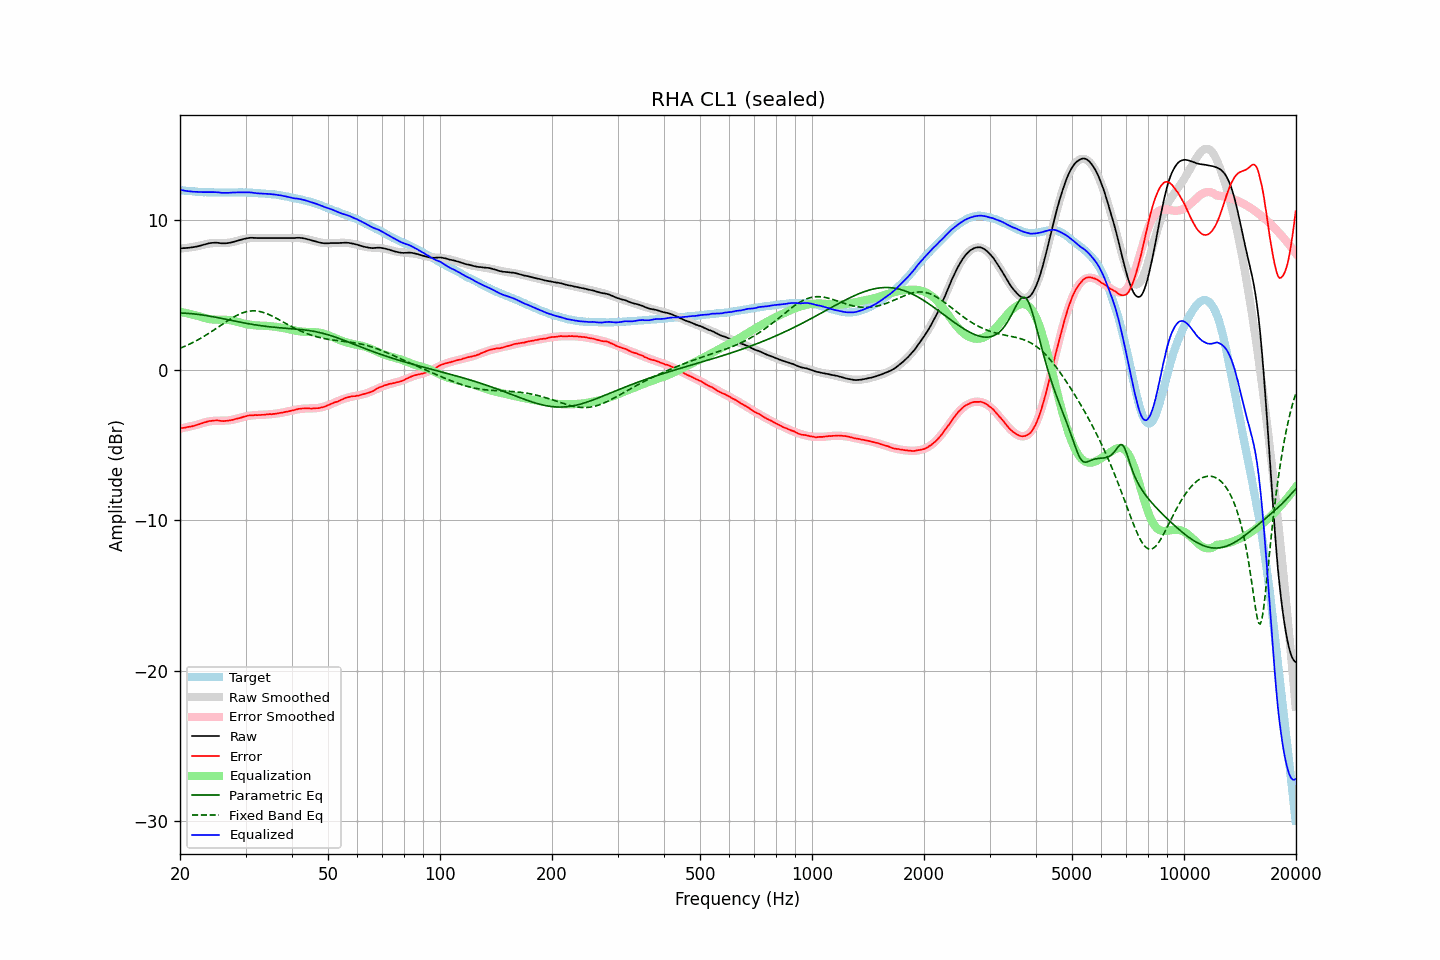 RHA CL1 (sealed)
Amplitude (dBr)
10
0
−10
−20
−30
Target
Raw Smoothed
Error Smoothed
Raw
Error
Equalization
Parametric Eq
Fixed Band Eq
Equalized
20 50 100 200 500 1000 2000 5000 10000 20000
Frequency (Hz)